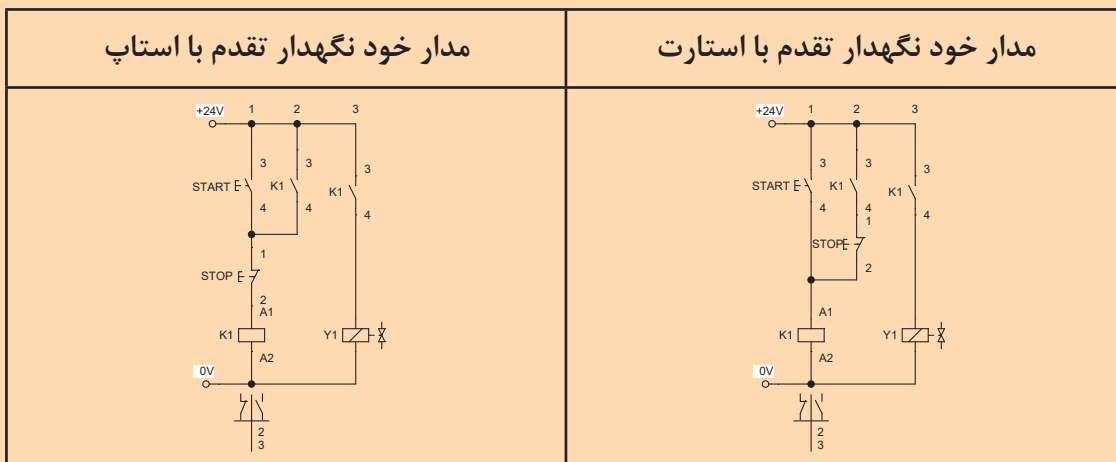 مدار خود نگهدار تقدم با استارت
+24V 1 2 3
3 3 3
START K1 K1
4 4 4
1
STOP
2
A1
K1 Y1
A2
0V
2
3
مدار خود نگهدار تقدم با استاپ
+24V 1 2 3
3 3 3
START K1 K1
4 4 4
1
STOP
2
A1
K1 Y1
A2
0V
2
3